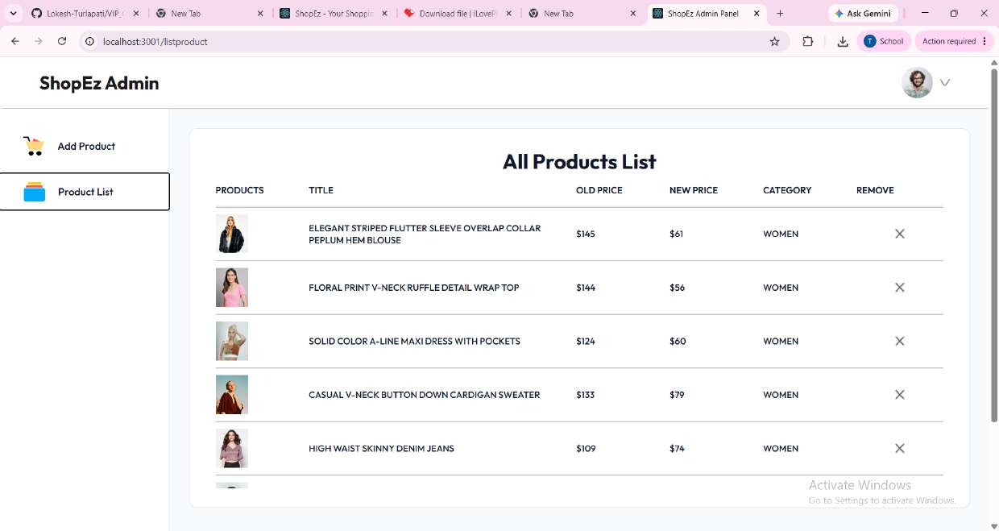 Lokesh-Turlapati/VIP_
New Tab
ShopEz - Your Shoppin
Download file | iLoveP
New Tab
ShopEz Admin Panel
Ask Gemini
localhost:3001/listproduct
T
School
Action required
ShopEz Admin
Add Product
Product List
All Products List
PRODUCTS TITLE OLD PRICE NEW PRICE CATEGORY REMOVE
ELEGANT STRIPED FLUTTER SLEEVE OVERLAP COLLAR
PEPLUM HEM BLOUSE
$145 $61 WOMEN
FLORAL PRINT V-NECK RUFFLE DETAIL WRAP TOP $144 $56 WOMEN
SOLID COLOR A-LINE MAXI DRESS WITH POCKETS $124 $60 WOMEN
CASUAL V-NECK BUTTON DOWN CARDIGAN SWEATER $133 $79 WOMEN
HIGH WAIST SKINNY DENIM JEANS $109 $74 WOMEN
Activate Windows
Go to Settings to activate Windows.